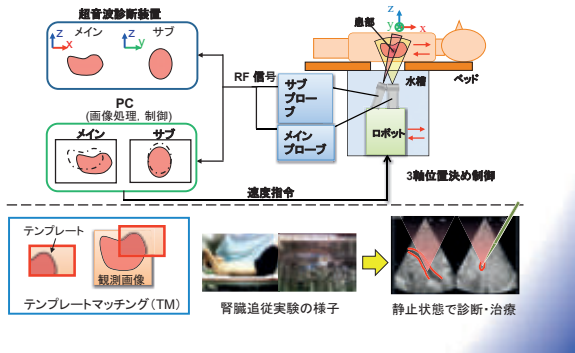 超音波診断装置
メイン
サブ
z
x
z
y
PC
(画像処理, 制御)
メイン
サブ
RF 信号
サブ
プロー
ブ
メイン
プローブ
患部
z
y
x
水槽
ベッド
ロボット
3軸位置決め制御
速度指令
テンプレート
観測画像
テンプレートマッチング(TM)
腎臓追従実験の様子
静止状態で診断・治療